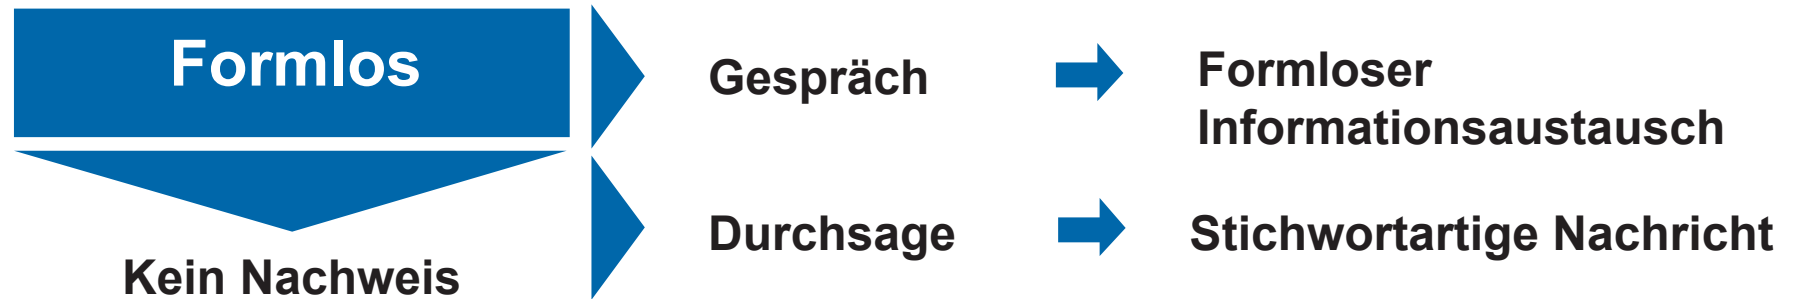 Formlos
Kein Nachweis
Gespräch
Formloser
Informationsaustausch
Durchsage
Stichwortartige Nachricht